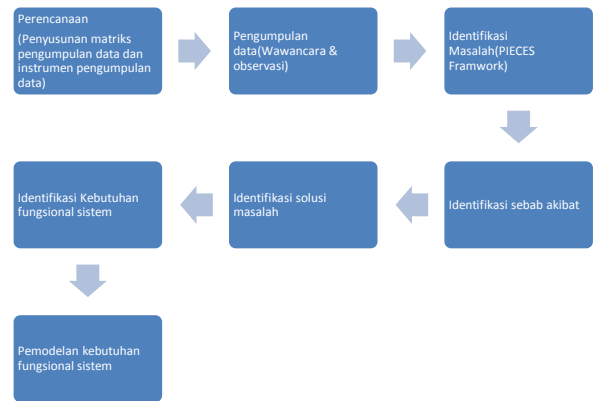 Perencanaan
(Penyusunan matriks
pengumpulan data dan
instrumen pengumpulan
data)
Pengumpulan
data(Wawancara &
observasi)
Identifikasi
Masalah(PIECES
Framwork)
Identifikasi sebab akibat
Identifikasi solusi
masalah
Identifikasi Kebutuhan
fungsional sistem
Pemodelan kebutuhan
fungsional sistem